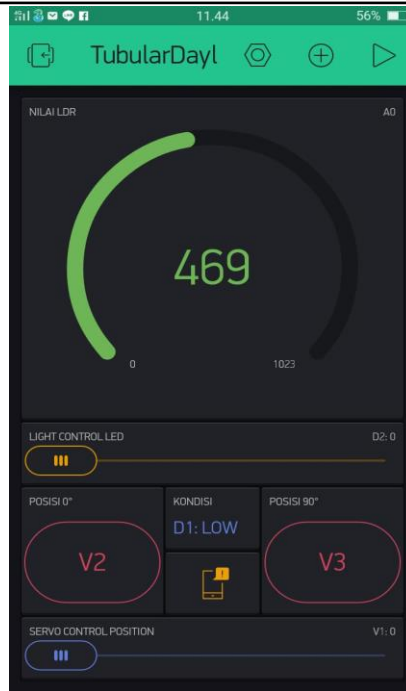 11.44
56%
TubularDayl
NILAI LDR
A0
469
0
1023
LIGHT CONTROL LED
D2: 0
POSISI 0°
KONDISI
POSISI 90°
D1: LOW
V2
V3
SERVO CONTROL POSITION
V1: 0